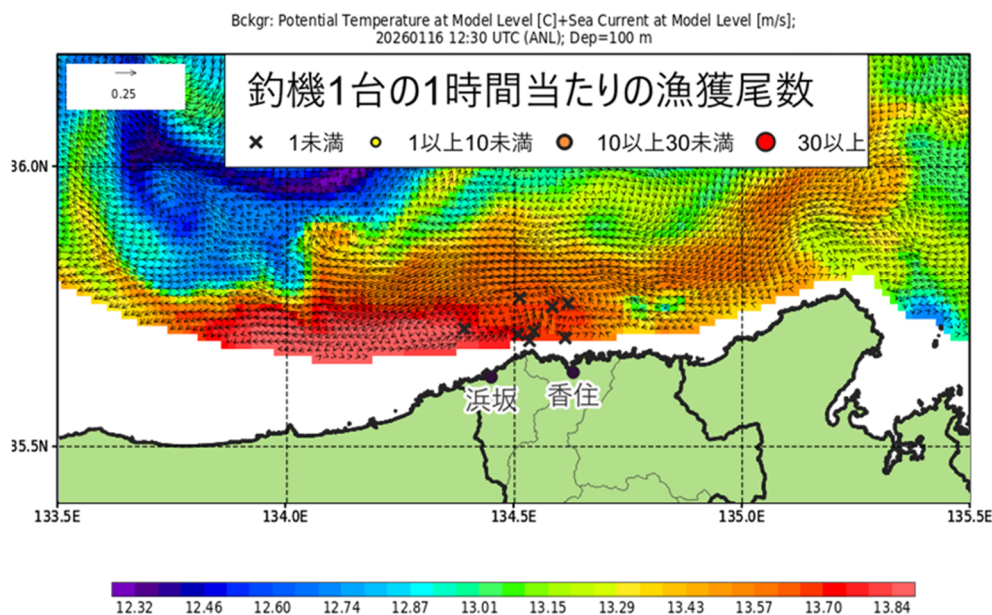 Bckgr: Potential Temperature at Model Level [C]+Sea Current at Model Level [m/s];
20260116 12:30 UTC (ANL); Dep=100 m
0.25
釣機1台の1時間当たりの漁獲尾数
1未満 1以上10未満 10以上30未満 30以上
36.0N
浜坂 香住
35.5N
133.5E 134.0E 134.5E 135.0E 135.5E
12.32 12.46 12.60 12.74 12.87 13.01 13.15 13.29 13.43 13.57 13.70 13.84